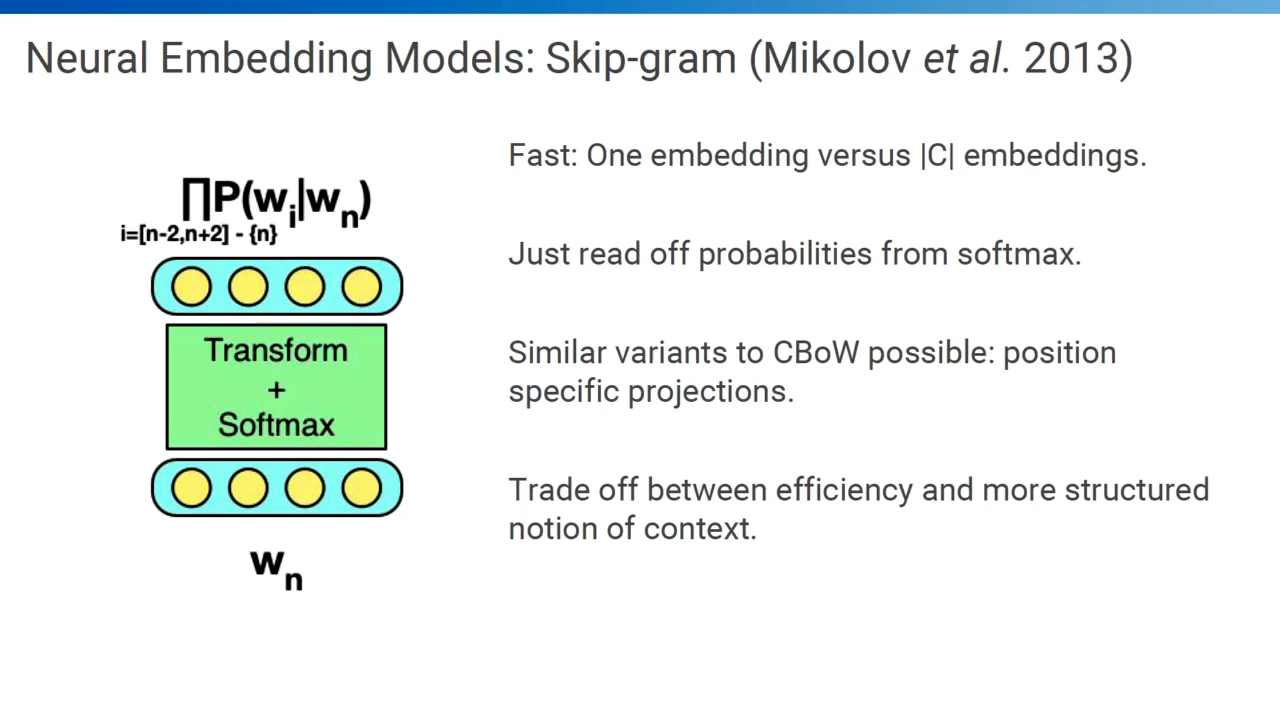 Neural Embedding Models: Skip-gram (Mikolov et al. 2013)
∏P(wi|wn)
i=[n-2,n+2] - {n}
Transform
+
Softmax
wn
Fast: One embedding versus |C| embeddings.
Just read off probabilities from softmax.
Similar variants to CBoW possible: position
specific projections.
Trade off between efficiency and more structured
notion of context.